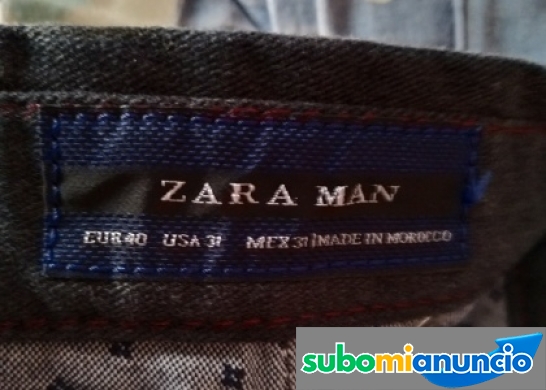 ZARA MAN
EUR 40 USA 31 MEX 31 MADE IN MOROCCO
subomianuncio